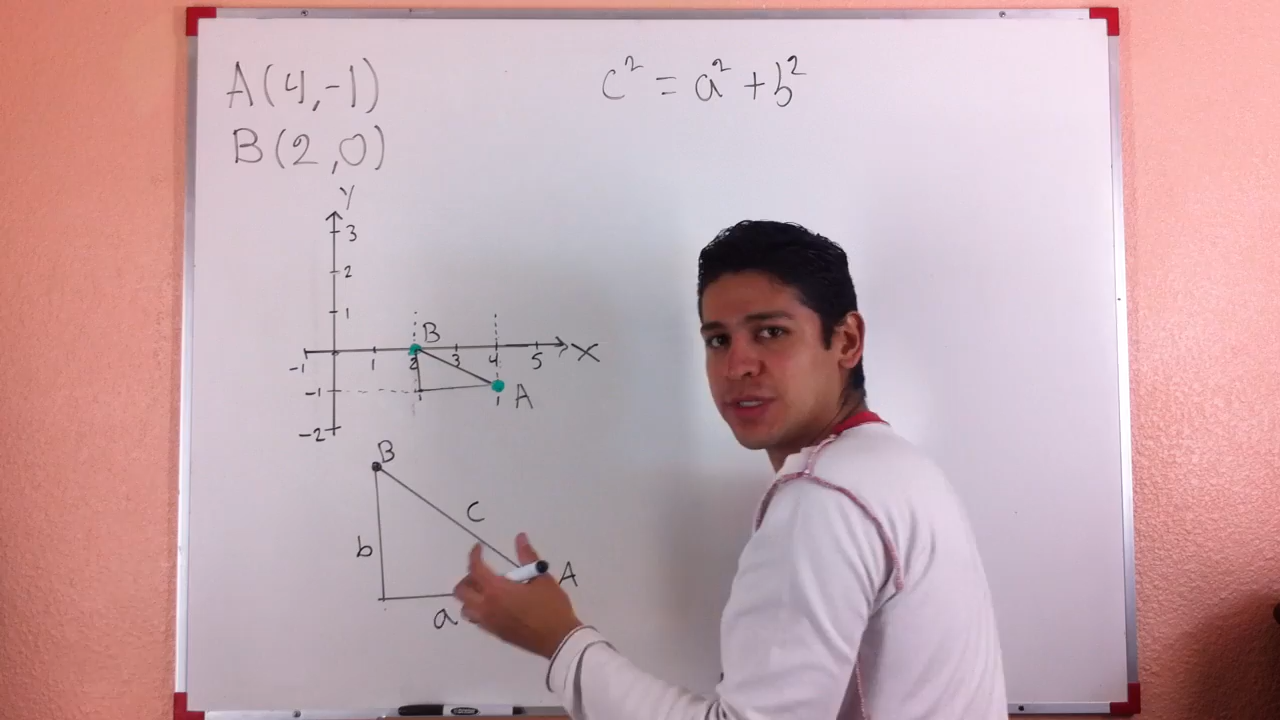 A(4,-1)
c² = a² + b²
B(2,0)
Y
3
2
1
B
-1 1 2 3 4 5 X
-1
A
-2
B
C
b
A
a